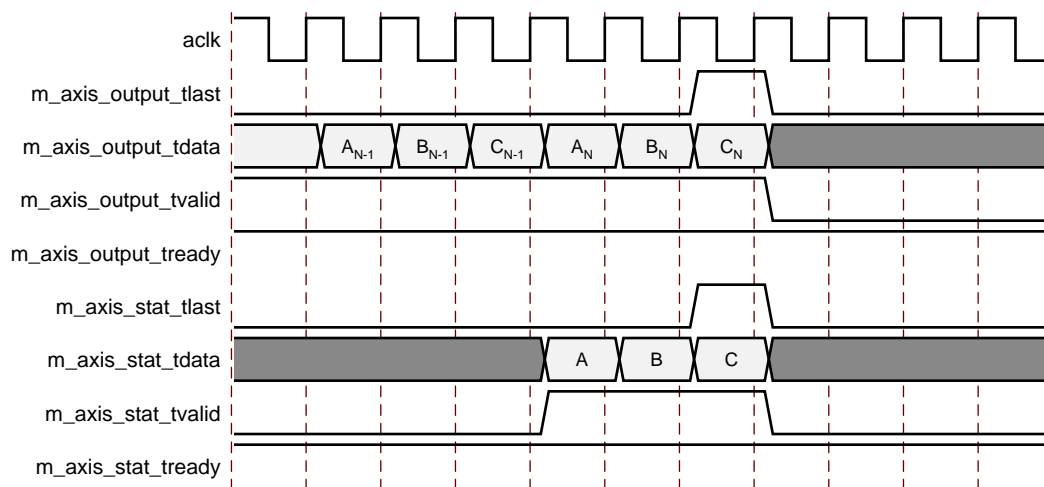 aclk
m_axis_output_tlast
m_axis_output_tdata A_{N-1} B_{N-1} C_{N-1} A_N B_N C_N
m_axis_output_tvalid
m_axis_output_tready
m_axis_stat_tlast
m_axis_stat_tdata A B C
m_axis_stat_tvalid
m_axis_stat_tready